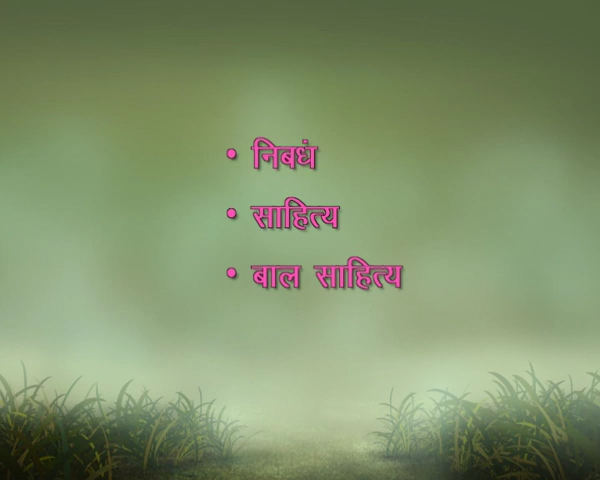 • निबधं
• साहित्य
• बाल साहित्य